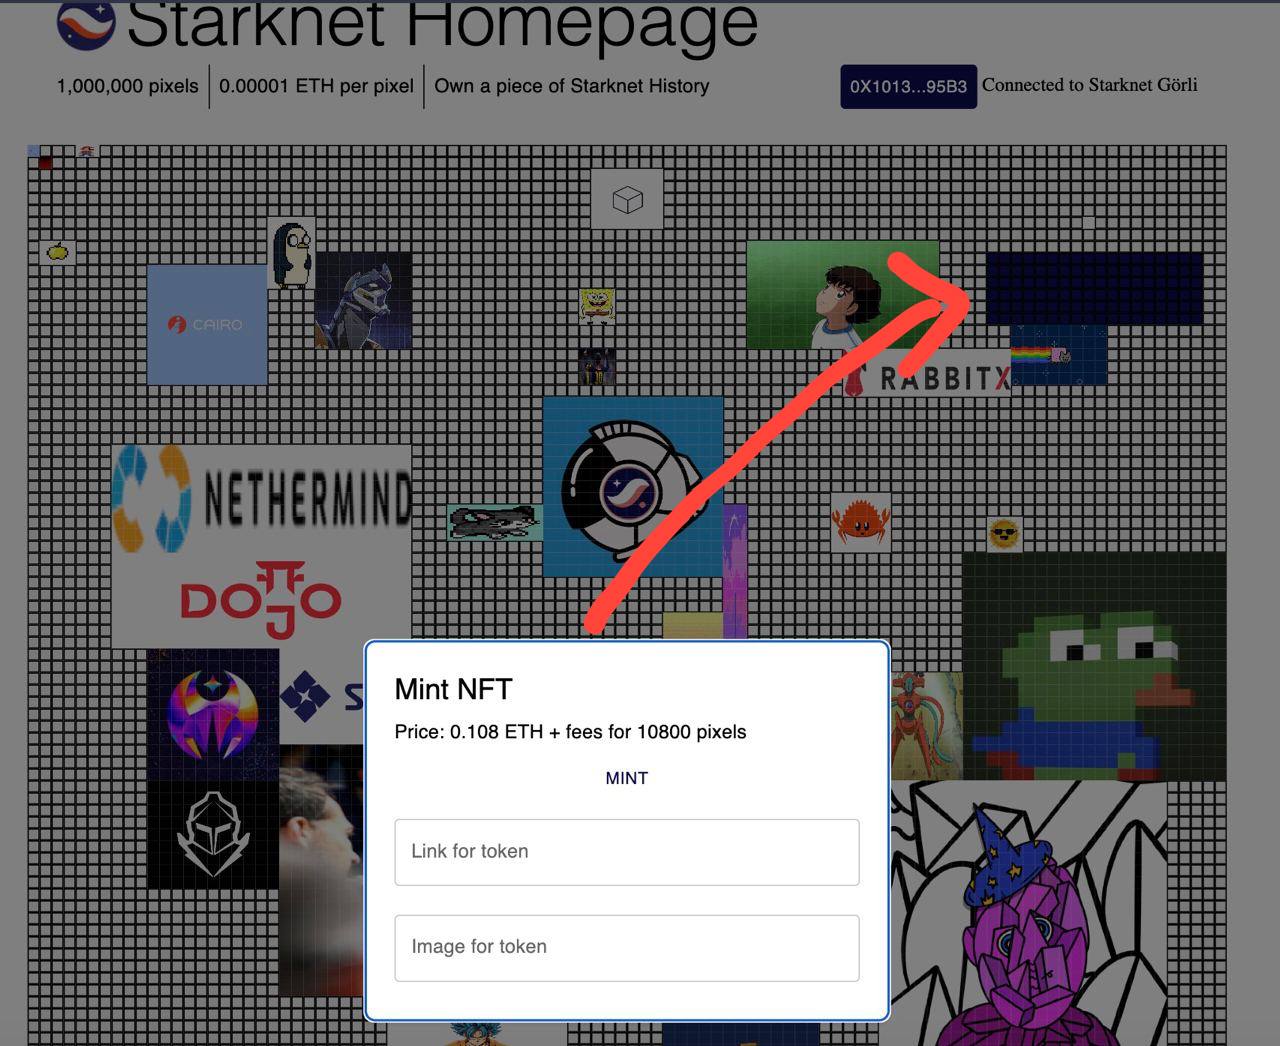 Starknet Homepage
1,000,000 pixels
0.00001 ETH per pixel
Own a piece of Starknet History
0X1013...95B3
Connected to Starknet Görli
CAIRO
RABBITX
NETHERMIND
DOJO
S
Mint NFT
Price: 0.108 ETH + fees for 10800 pixels
MINT
Link for token
Image for token